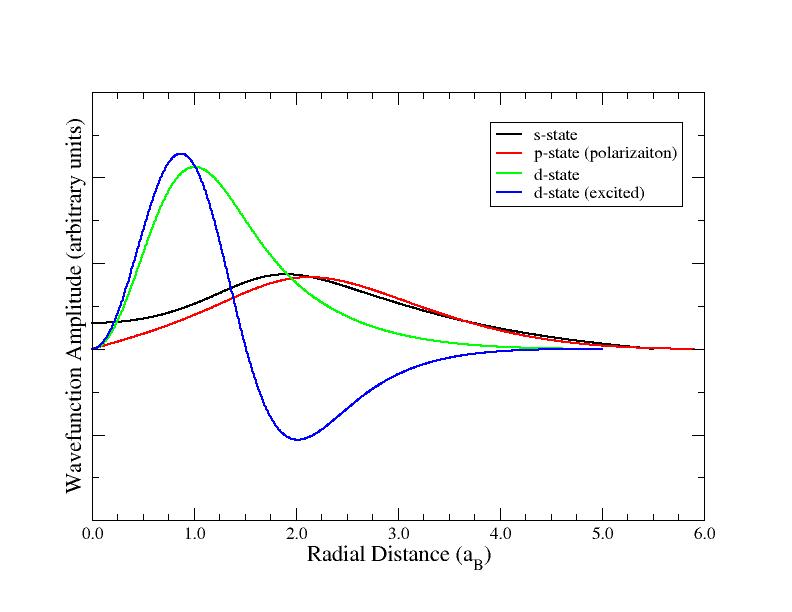 s-state
p-state (polarizaiton)
d-state
d-state (excited)
Wavefunction Amplitude (arbitrary units)
0.0 1.0 2.0 3.0 4.0 5.0 6.0
Radial Distance (aB)